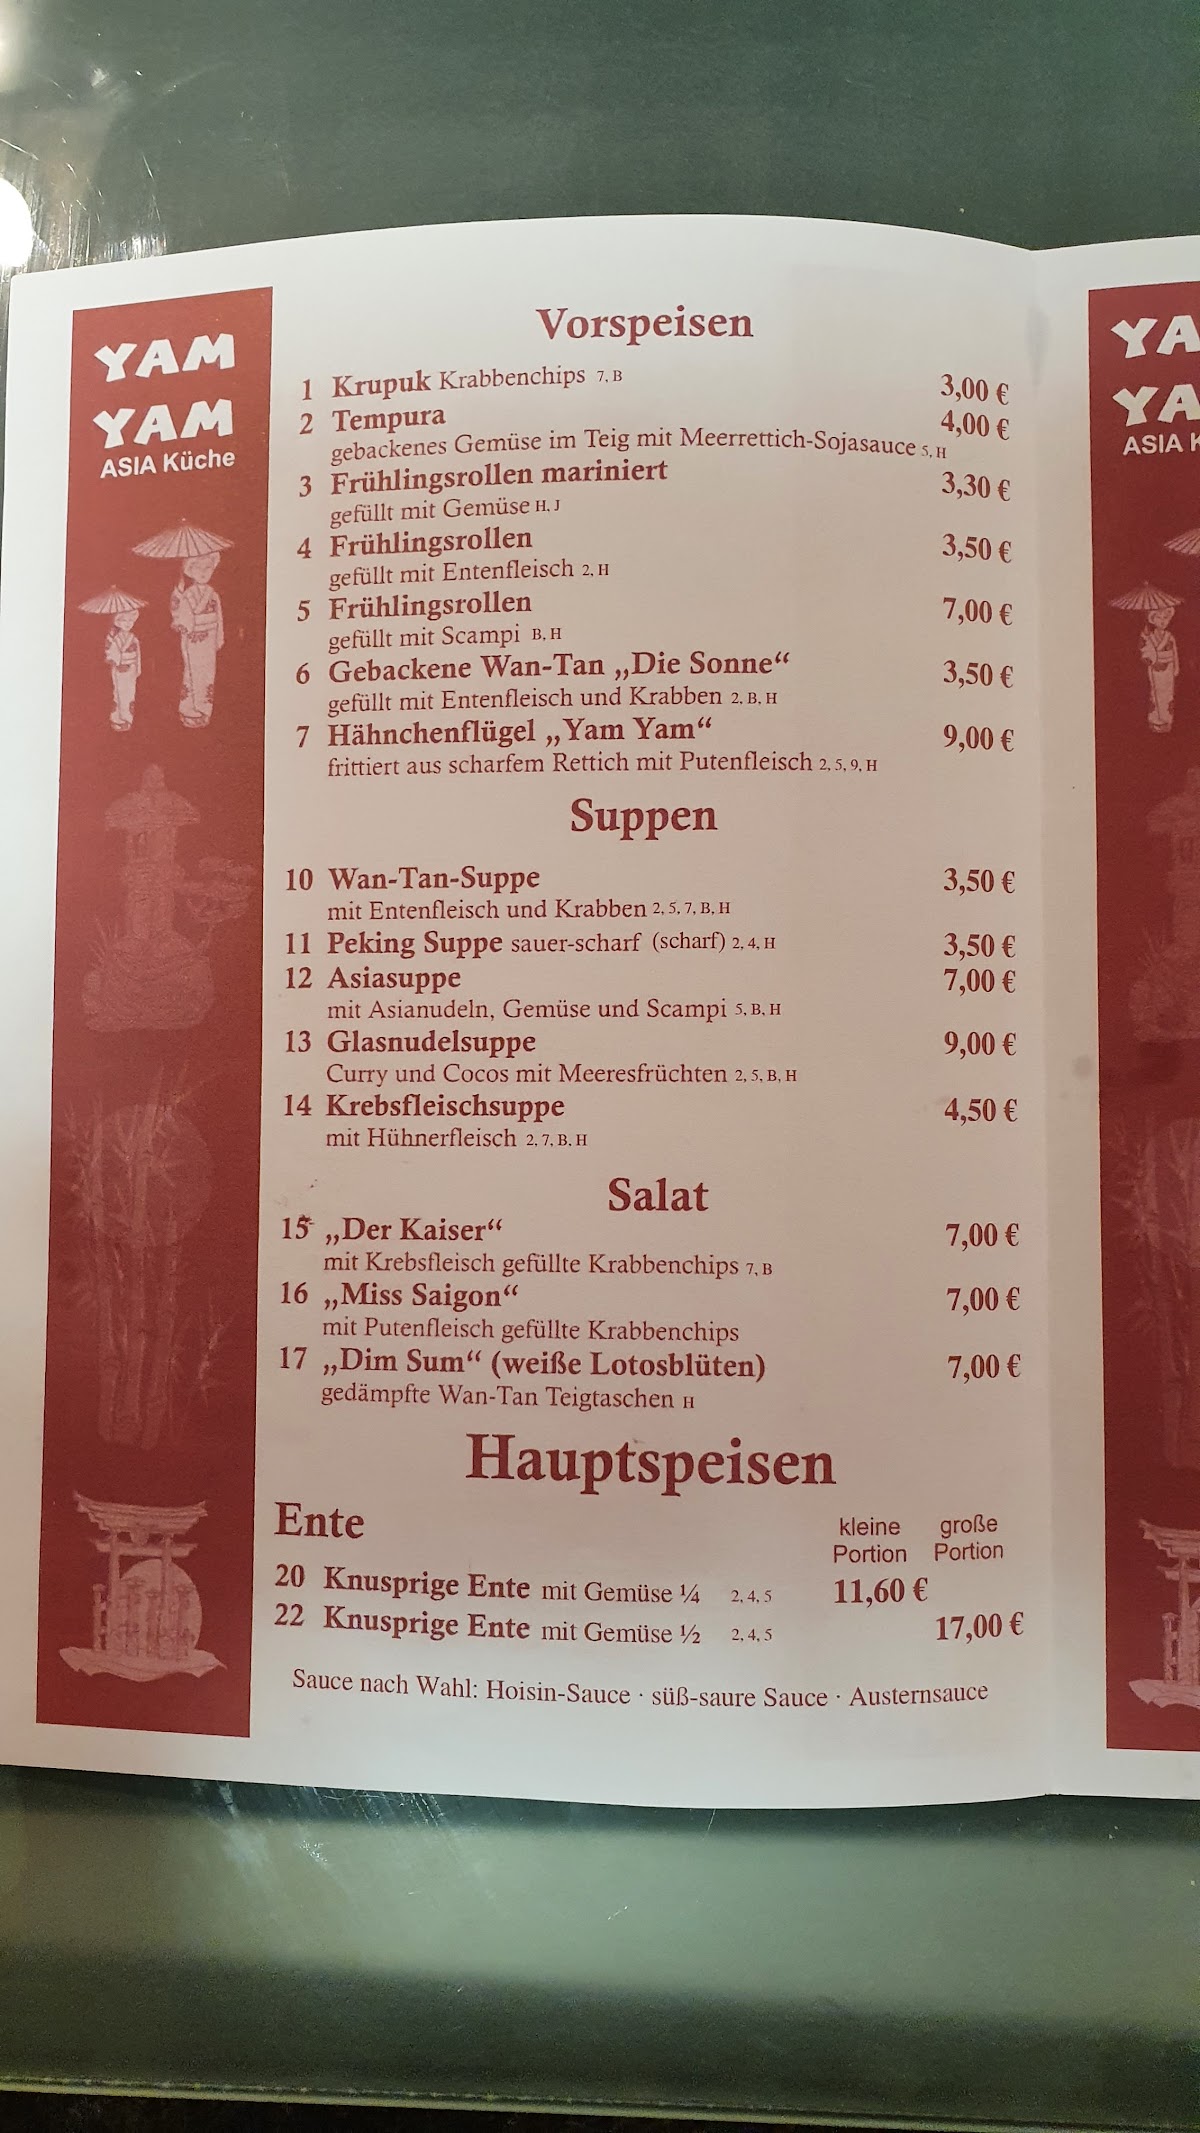 YAM
YAM
ASIA Küche
Vorspeisen
1 Krupuk Krabbenchips 7, B 3,00 €
2 Tempura 4,00 €
gebackenes Gemüse im Teig mit Meerrettich-Sojasauce 5, H
3 Frühlingsrollen mariniert 3,30 €
gefüllt mit Gemüse H, J
4 Frühlingsrollen 3,50 €
gefüllt mit Entenfleisch 2, H
5 Frühlingsrollen 7,00 €
gefüllt mit Scampi B, H
6 Gebackene Wan-Tan „Die Sonne“ 3,50 €
gefüllt mit Entenfleisch und Krabben 2, B, H
7 Hähnchenflügel „Yam Yam“ 9,00 €
frittiert aus scharfem Rettich mit Putenfleisch 2, 5, 9, H
Suppen
10 Wan-Tan-Suppe 3,50 €
mit Entenfleisch und Krabben 2, 5, 7, B, H
11 Peking Suppe sauer-scharf (scharf) 2, 4, H 3,50 €
12 Asiasuppe 7,00 €
mit Asianudeln, Gemüse und Scampi 5, B, H
13 Glasnudelsuppe 9,00 €
Curry und Cocos mit Meeresfrüchten 2, 5, B, H
14 Krebsfleischsuppe 4,50 €
mit Hühnerfleisch 2, 7, B, H
Salat
15 „Der Kaiser“ 7,00 €
mit Krebsfleisch gefüllte Krabbenchips 7, B
16 „Miss Saigon“ 7,00 €
mit Putenfleisch gefüllte Krabbenchips
17 „Dim Sum“ (weiße Lotosblüten) 7,00 €
gedämpfte Wan-Tan Teigtaschen H
Hauptspeisen
Ente
kleine Portion große Portion
20 Knusprige Ente mit Gemüse ¼ 2, 4, 5 11,60 €
22 Knusprige Ente mit Gemüse ½ 2, 4, 5 17,00 €
Sauce nach Wahl: Hoisin-Sauce · süß-saure Sauce · Austernsauce
YA
YA
ASIA K